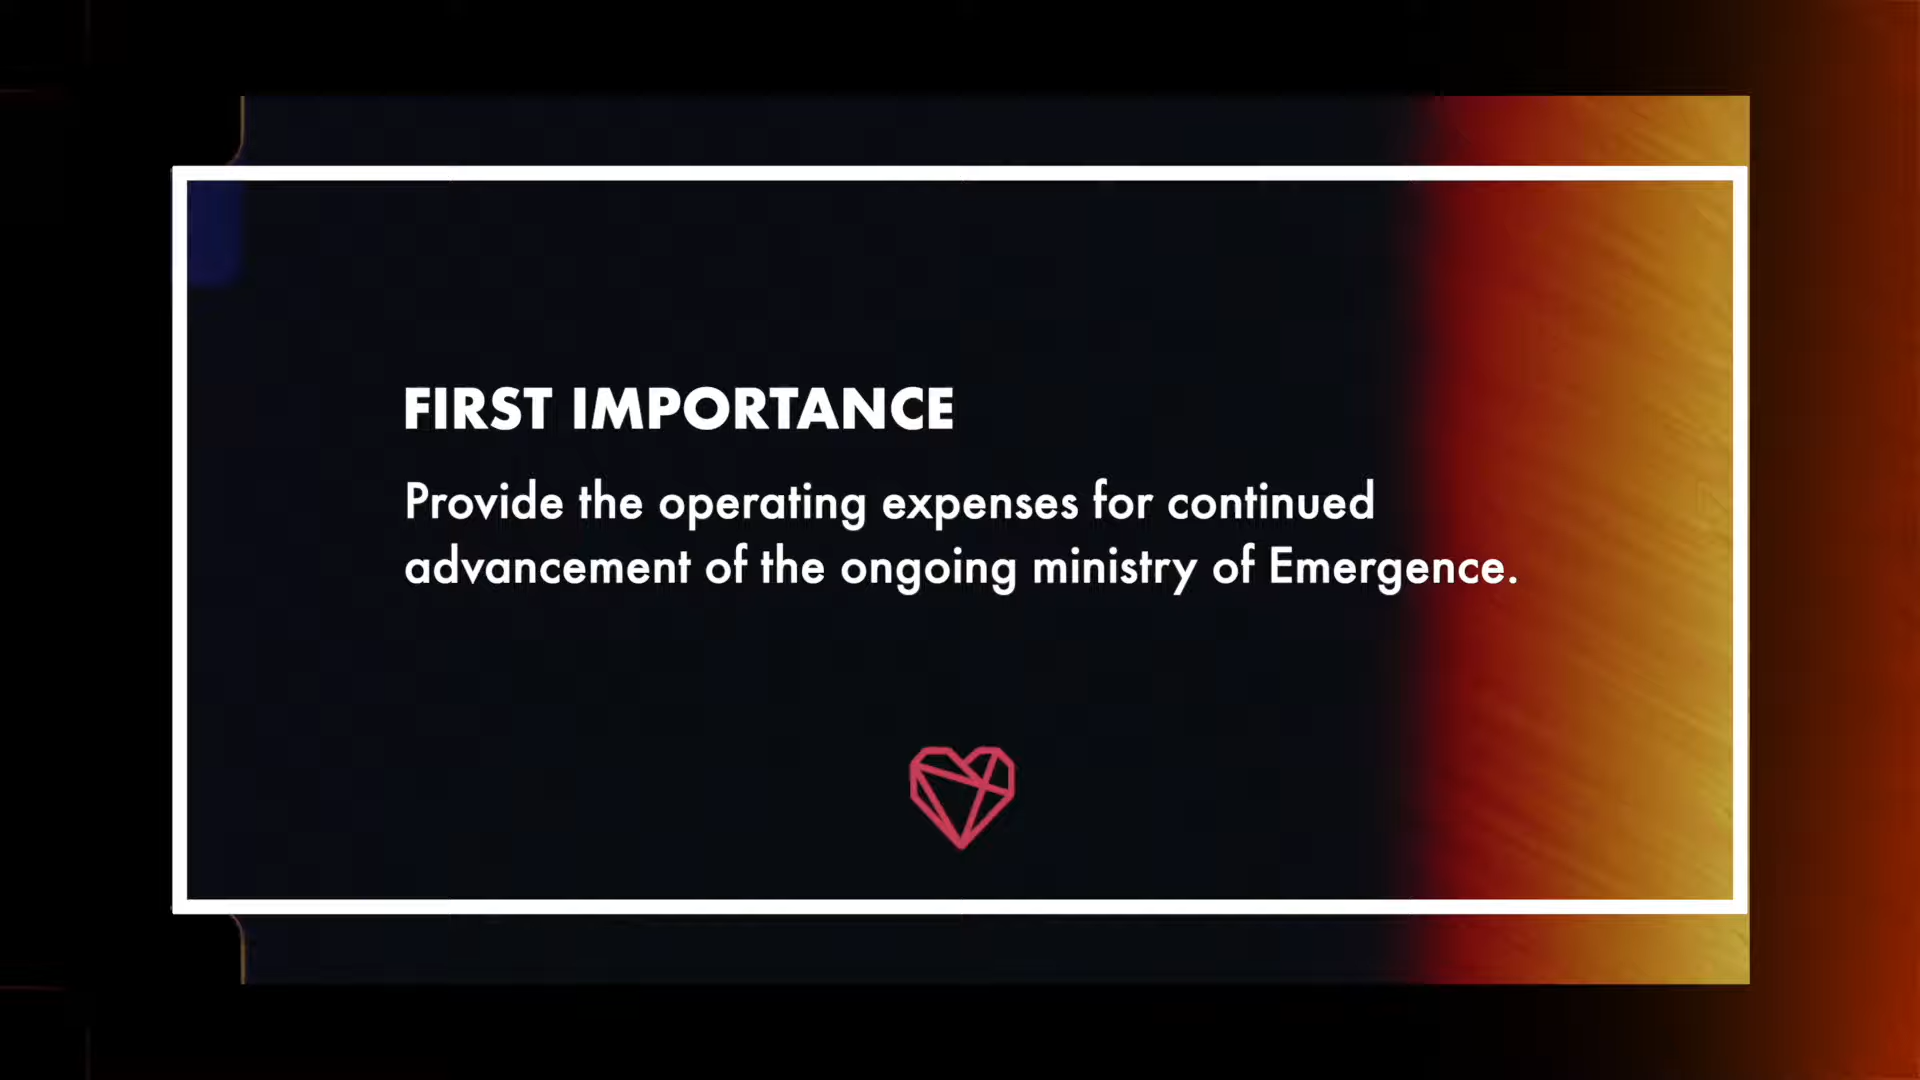 FIRST IMPORTANCE
Provide the operating expenses for continued
advancement of the ongoing ministry of Emergence.